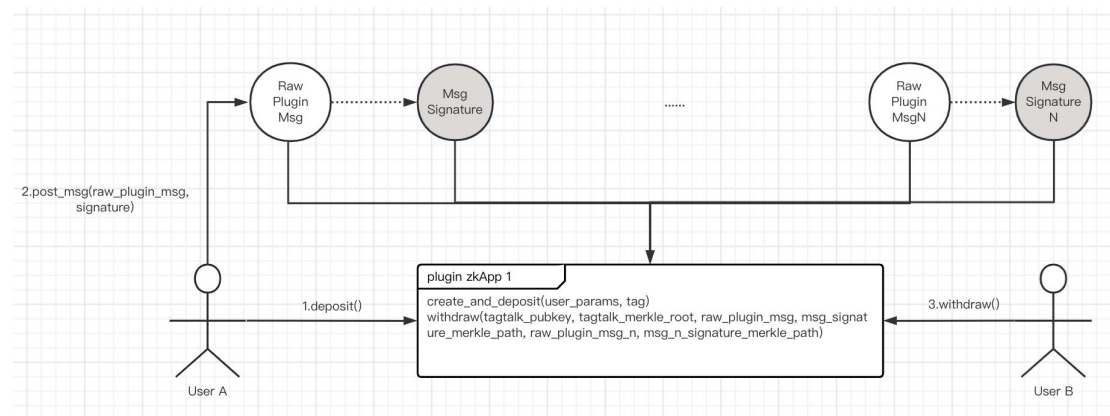 Raw
Plugin
Msg
Msg
Signature
......
Raw
Plugin
MsgN
Msg
Signature
N
2.post_msg(raw_plugin_msg,
signature)
plugin zkApp 1
create_and_deposit(user_params, tag)
withdraw(tagtalk_pubkey, tagtalk_merkle_root, raw_plugin_msg, msg_signat
ure_merkle_path, raw_plugin_msg_n, msg_n_signature_merkle_path)
1.deposit()
3.withdraw()
User A
User B